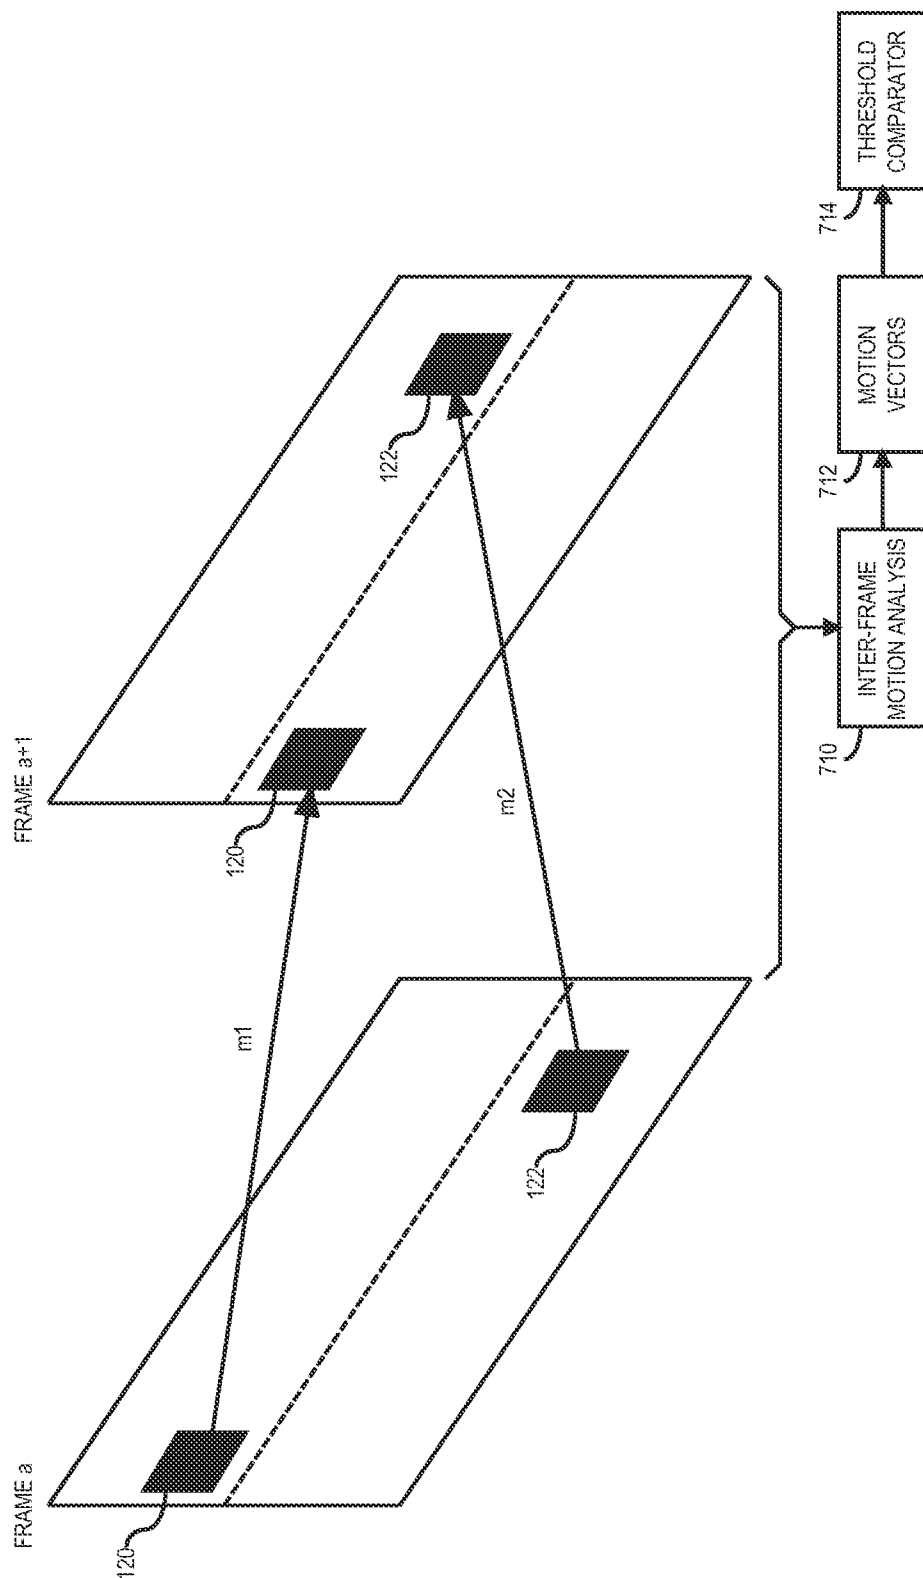 FRAME a
FRAME a+1
120
m1
120
122
m2
122
710
INTER-FRAME
MOTION ANALYSIS
712
MOTION
VECTORS
714
THRESHOLD
COMPARATOR